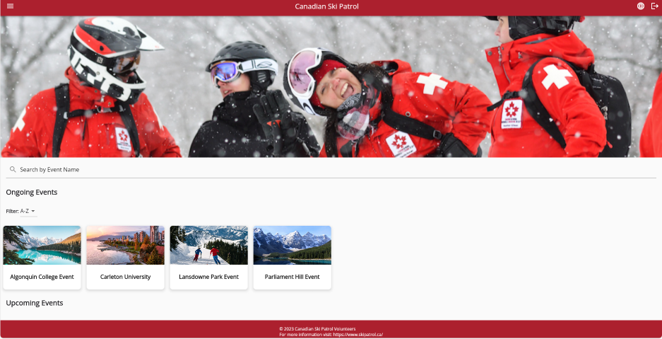 Canadian Ski Patrol
Search by Event Name
Ongoing Events
Filter: A-Z
Algonquin College Event
Carleton University
Lansdowne Park Event
Parliament Hill Event
Upcoming Events
© 2023 Canadian Ski Patrol Volunteers
For more information visit: https://www.skipatrol.ca/